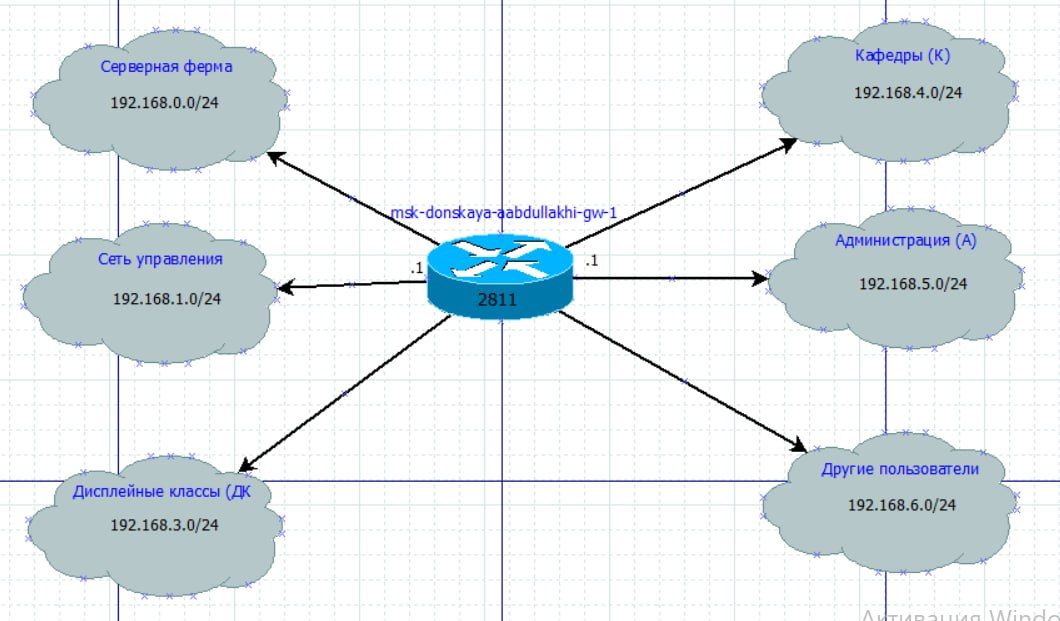 Серверная ферма
192.168.0.0/24
Кафедры (К)
192.168.4.0/24
msk-donskaya-aabdullakhi-gw-1
Сеть управления
192.168.1.0/24
.1
.1
2811
Администрация (А)
192.168.5.0/24
Дисплейные классы (ДК
192.168.3.0/24
Другие пользователи
192.168.6.0/24
Активация Windo